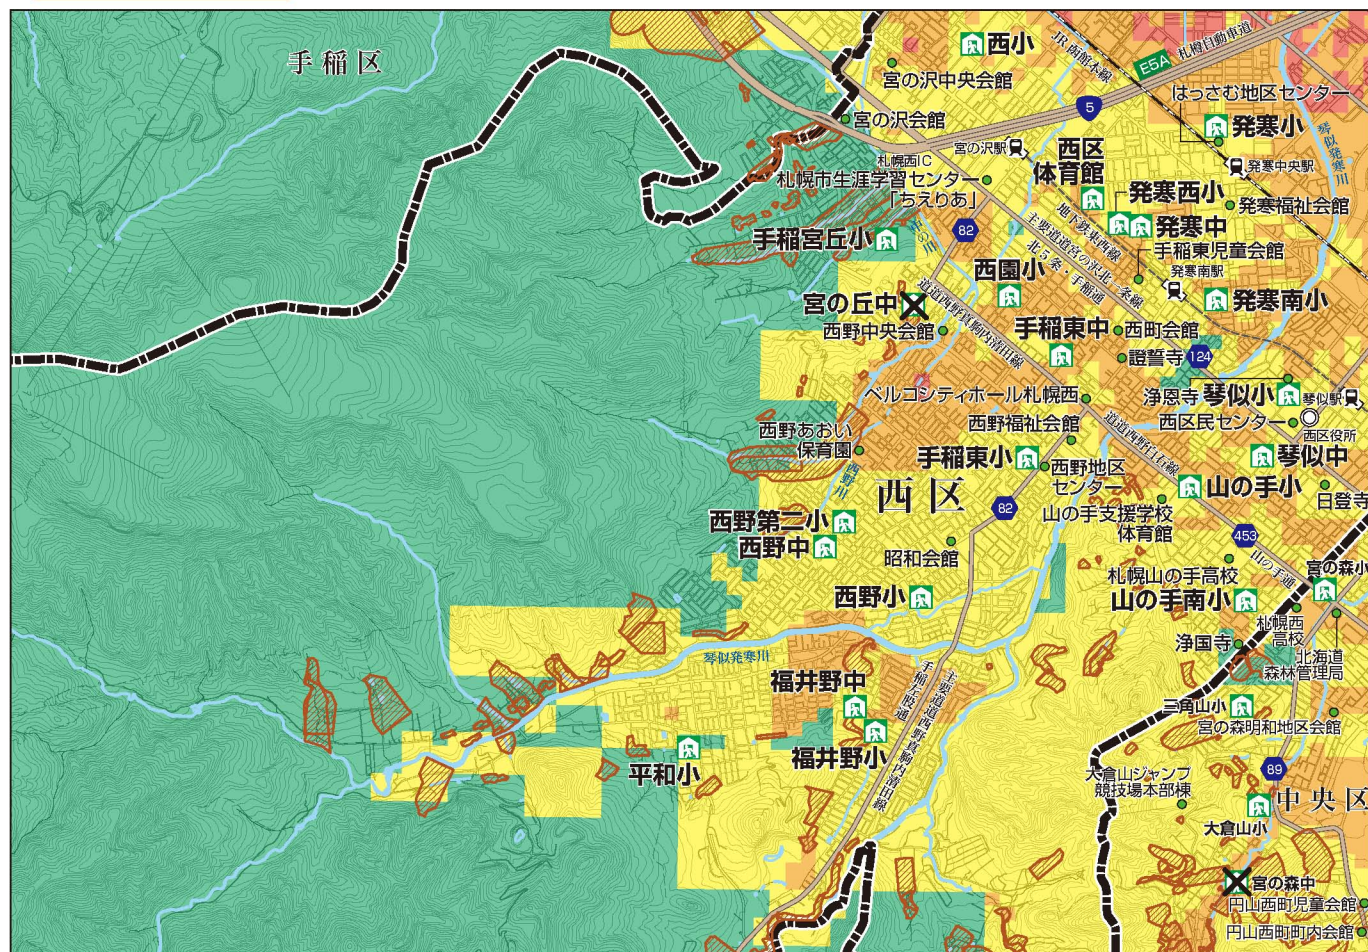 手稲区
西小
宮の沢中央会館
JR函館本線
札樽自動車道
E5A
はっさむ地区センター
5
宮の沢会館
発寒小
琴似発寒川
宮の沢駅
西区
体育館
発寒中央駅
札幌西IC
札幌市生涯学習センター
「ちえりあ」
発寒西小
発寒福祉会館
発寒中
地下鉄東西線
主要道道宮の沢北一条線
北5条・手稲通
手稲東児童会館
発寒南駅
82
手稲宮丘小
西園小
発寒南小
宮の丘中
道道西野真駒内清田線
西野中央会館
手稲東中
西町会館
證誓寺
124
ベルコシティホール札幌西
浄恩寺
琴似小
琴似駅
西野福祉会館
西区民センター
西区役所
西野あおい
保育園
西野川
道道西野白石線
手稲東小
西野地区
センター
琴似中
西区
山の手小
日登寺
82
山の手支援学校
体育館
西野第二小
西野中
453
昭和会館
山の手通
札幌山の手高校
宮の森小
西野小
山の手南小
札幌西
高校
浄国寺
北海道
森林管理局
琴似発寒川
手稲左股通
主要道道西野真駒内清田線
福井野中
三角山小
宮の森明和地区会館
福井野小
平和小
89
大倉山ジャンプ
競技場本部棟
中央区
大倉山小
宮の森中
円山西町児童会館
円山西町町内会館